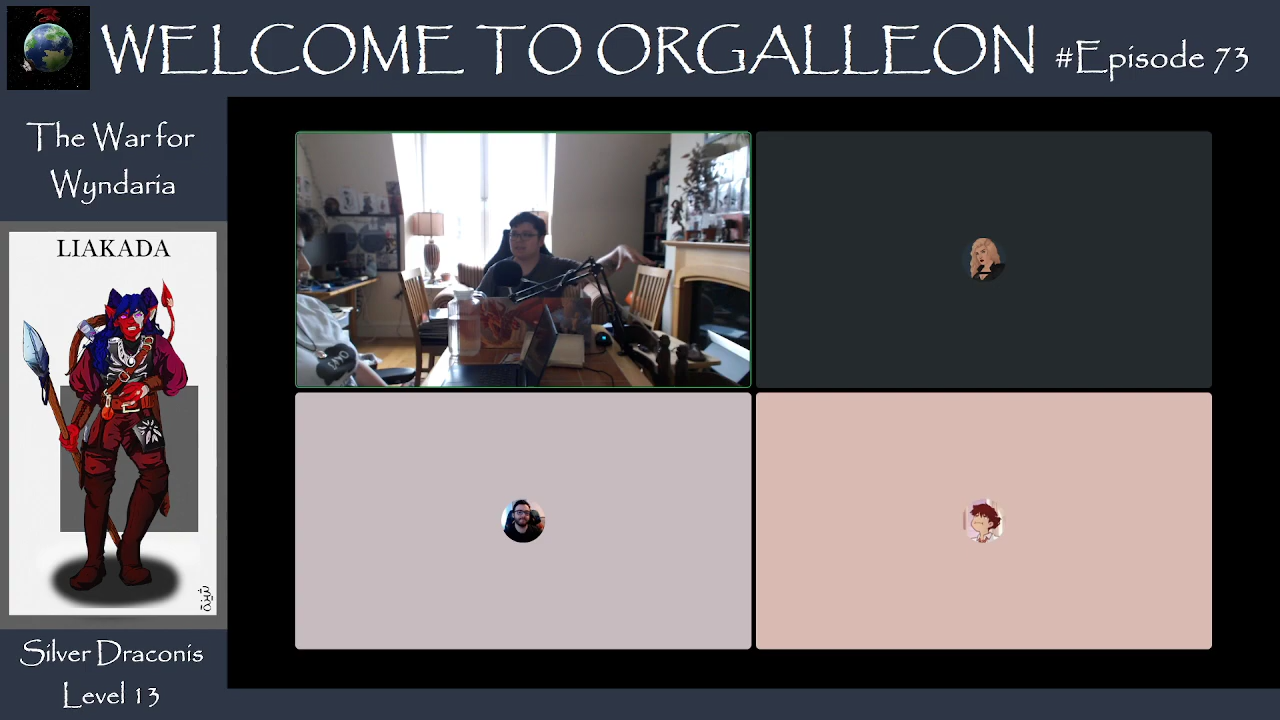 WELCOME TO ORGALLEON #Episode 73
The War for
Wyndaria
LIAKADA
Silver Draconis
Level 13